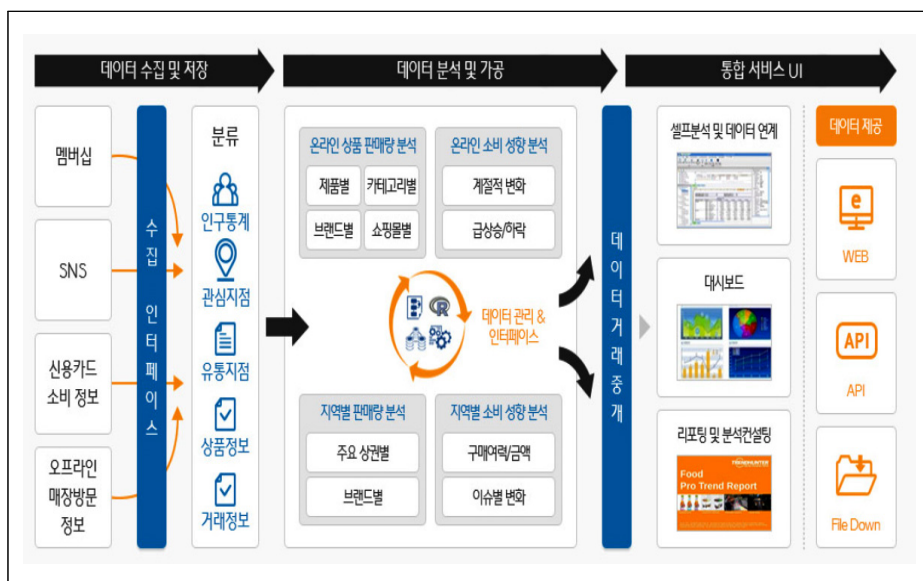 데이터 수집 및 저장
데이터 분석 및 가공
통합 서비스 UI
멤버십
SNS
신용카드
소비 정보
오프라인
매장방문
정보
수집 인터페이스
분류
인구통계
관심지점
유통지점
상품정보
거래정보
온라인 상품 판매량 분석
제품별
카테고리별
브랜드별
쇼핑몰별
온라인 소비 성향 분석
계절적 변화
급상승/하락
R
데이터 관리 &
인터페이스
지역별 판매량 분석
주요 상권별
브랜드별
지역별 소비 성향 분석
구매여력/금액
이슈별 변화
데이터거래중개
셀프분석 및 데이터 연계
대시보드
리포팅 및 분석컨설팅
Food
Pro Trend Report
데이터 제공
e
WEB
API
API
File Down